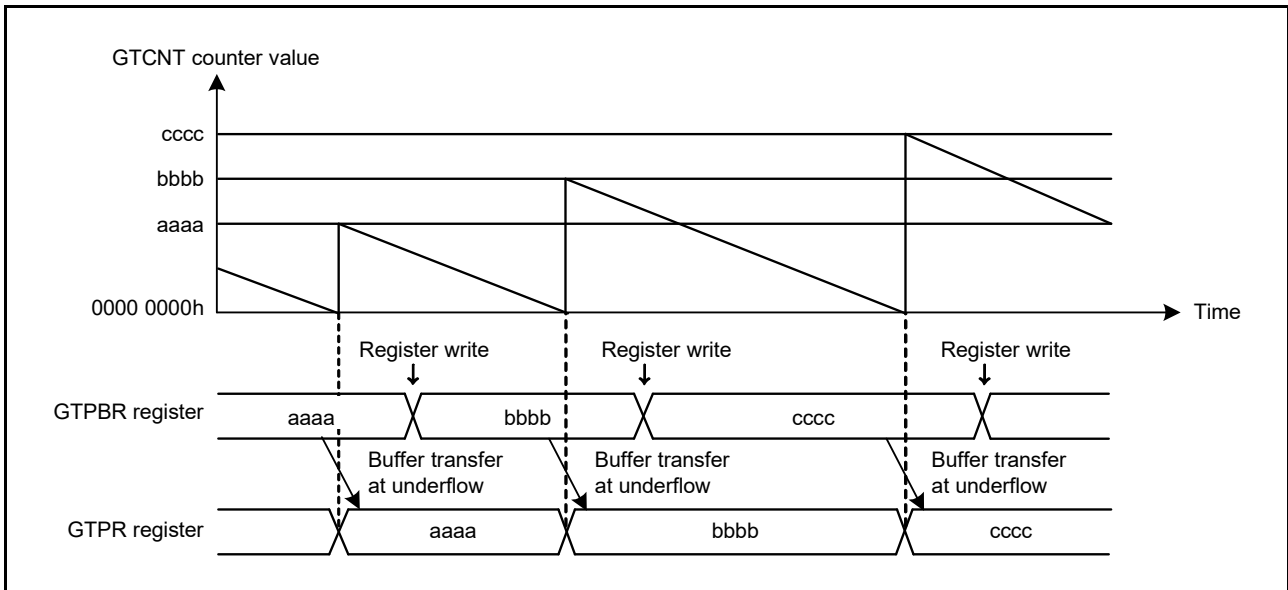 GTCNT counter value
cccc
bbbb
aaaa
0000 0000h
Time
Register write
Register write
Register write
GTPBR register
aaaa
bbbb
cccc
Buffer transfer
at underflow
Buffer transfer
at underflow
Buffer transfer
at underflow
GTPR register
aaaa
bbbb
cccc